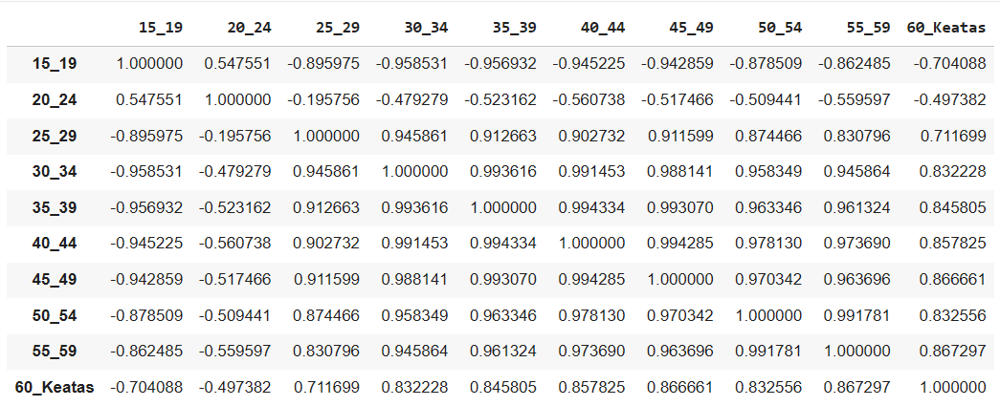 15_19 20_24 25_29 30_34 35_39 40_44 45_49 50_54 55_59 60_Keatas
15_19 1.000000 0.547551 -0.895975 -0.958531 -0.956932 -0.945225 -0.942859 -0.878509 -0.862485 -0.704088
20_24 0.547551 1.000000 -0.195756 -0.479279 -0.523162 -0.560738 -0.517466 -0.509441 -0.559597 -0.497382
25_29 -0.895975 -0.195756 1.000000 0.945861 0.912663 0.902732 0.911599 0.874466 0.830796 0.711699
30_34 -0.958531 -0.479279 0.945861 1.000000 0.993616 0.991453 0.988141 0.958349 0.945864 0.832228
35_39 -0.956932 -0.523162 0.912663 0.993616 1.000000 0.994334 0.993070 0.963346 0.961324 0.845805
40_44 -0.945225 -0.560738 0.902732 0.991453 0.994334 1.000000 0.994285 0.978130 0.973690 0.857825
45_49 -0.942859 -0.517466 0.911599 0.988141 0.993070 0.994285 1.000000 0.970342 0.963696 0.866661
50_54 -0.878509 -0.509441 0.874466 0.958349 0.963346 0.978130 0.970342 1.000000 0.991781 0.832556
55_59 -0.862485 -0.559597 0.830796 0.945864 0.961324 0.973690 0.963696 0.991781 1.000000 0.867297
60_Keatas -0.704088 -0.497382 0.711699 0.832228 0.845805 0.857825 0.866661 0.832556 0.867297 1.000000